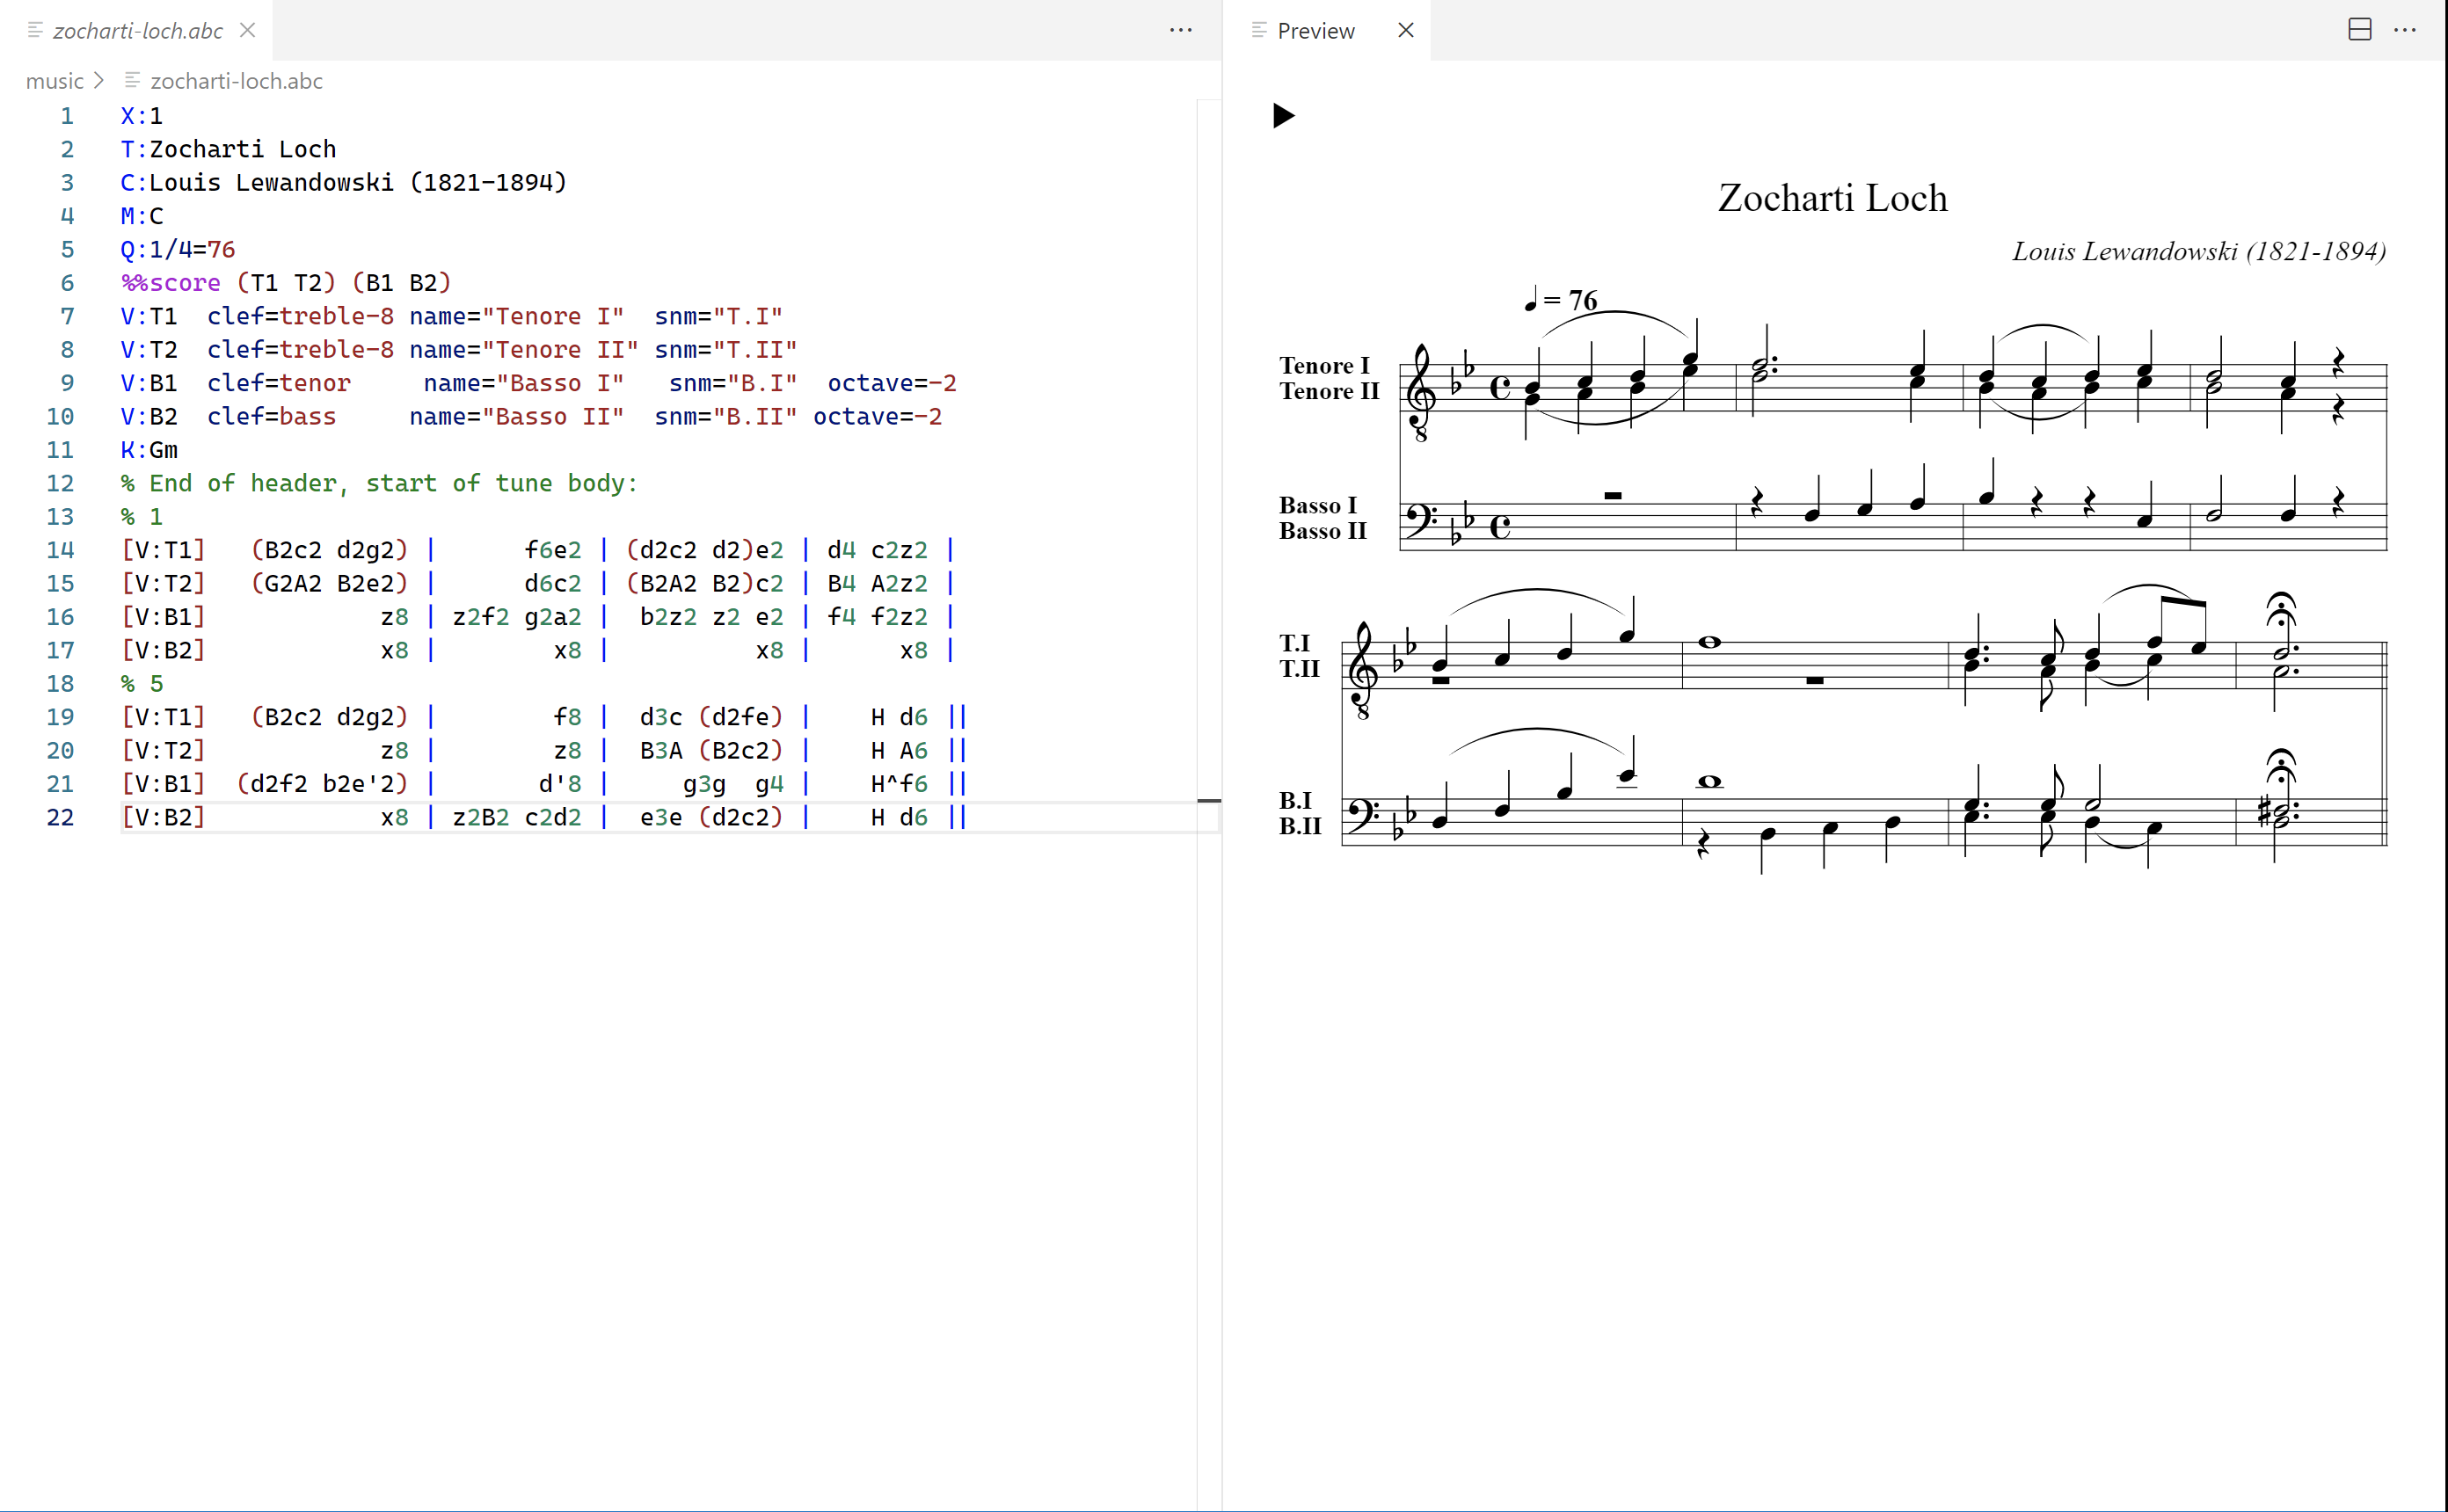 zocharti-loch.abc
music > zocharti-loch.abc
1 X:1
2 T:Zocharti Loch
3 C:Louis Lewandowski (1821-1894)
4 M:C
5 Q:1/4=76
6 %%score (T1 T2) (B1 B2)
7 V:T1  clef=treble-8 name="Tenore I"  snm="T.I"
8 V:T2  clef=treble-8 name="Tenore II" snm="T.II"
9 V:B1  clef=tenor     name="Basso I"   snm="B.I"  octave=-2
10 V:B2  clef=bass     name="Basso II"  snm="B.II" octave=-2
11 K:Gm
12 % End of header, start of tune body:
13 % 1
14 [V:T1]   (B2c2 d2g2) |      f6e2 | (d2c2 d2)e2 | d4 c2z2 |
15 [V:T2]   (G2A2 B2e2) |      d6c2 | (B2A2 B2)c2 | B4 A2z2 |
16 [V:B1]            z8 | z2f2 g2a2 |  b2z2 z2 e2 | f4 f2z2 |
17 [V:B2]            x8 |        x8 |          x8 |      x8 |
18 % 5
19 [V:T1]   (B2c2 d2g2) |        f8 |  d3c (d2fe) |    H d6 ||
20 [V:T2]            z8 |        z8 |  B3A (B2c2) |    H A6 ||
21 [V:B1]  (d2f2 b2e'2) |       d'8 |     g3g  g4 |    H^f6 ||
22 [V:B2]            x8 | z2B2 c2d2 |  e3e (d2c2) |    H d6 ||
Preview
Zocharti Loch
Louis Lewandowski (1821-1894)
= 76
Tenore I
Tenore II
8
Basso I
Basso II
T.I
T.II
8
B.I
B.II